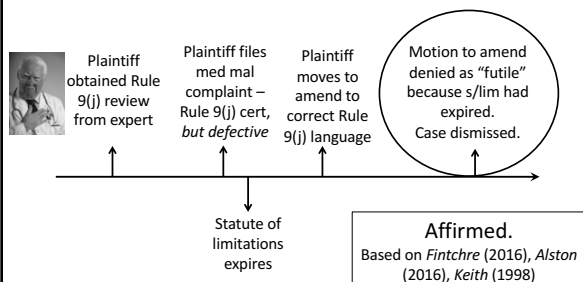 Plaintiff
obtained Rule
9(j) review
from expert
Plaintiff files
med mal
complaint –
Rule 9(j) cert,
but defective
Plaintiff
moves to
amend to
correct Rule
9(j) language
Motion to amend
denied as “futile”
because s/lim had
expired.
Case dismissed.
Statute of
limitations
expires
Affirmed.
Based on Fintchre (2016), Alston
(2016), Keith (1998)